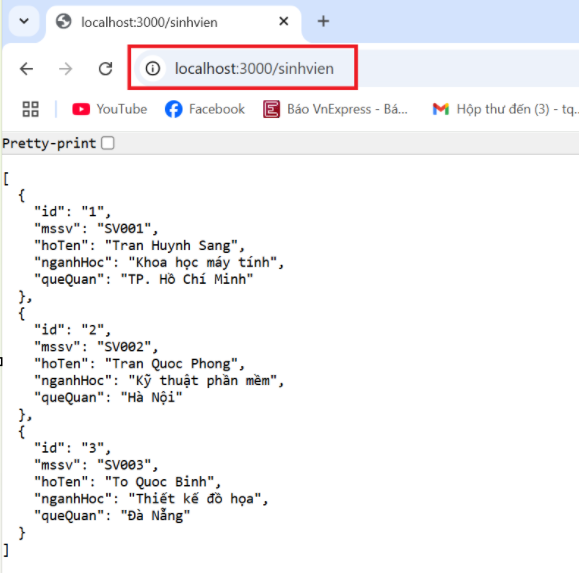 localhost:3000/sinhvien
localhost:3000/sinhvien
YouTube Facebook Báo VnExpress - Bá... Hộp thư đến (3) - tq...
Pretty-print
[
  {
    "id": "1",
    "mssv": "SV001",
    "hoTen": "Tran Huynh Sang",
    "nganhHoc": "Khoa học máy tính",
    "queQuan": "TP. Hồ Chí Minh"
  },
  {
    "id": "2",
    "mssv": "SV002",
    "hoTen": "Tran Quoc Phong",
    "nganhHoc": "Kỹ thuật phần mềm",
    "queQuan": "Hà Nội"
  },
  {
    "id": "3",
    "mssv": "SV003",
    "hoTen": "To Quoc Binh",
    "nganhHoc": "Thiết kế đồ họa",
    "queQuan": "Đà Nẵng"
  }
]